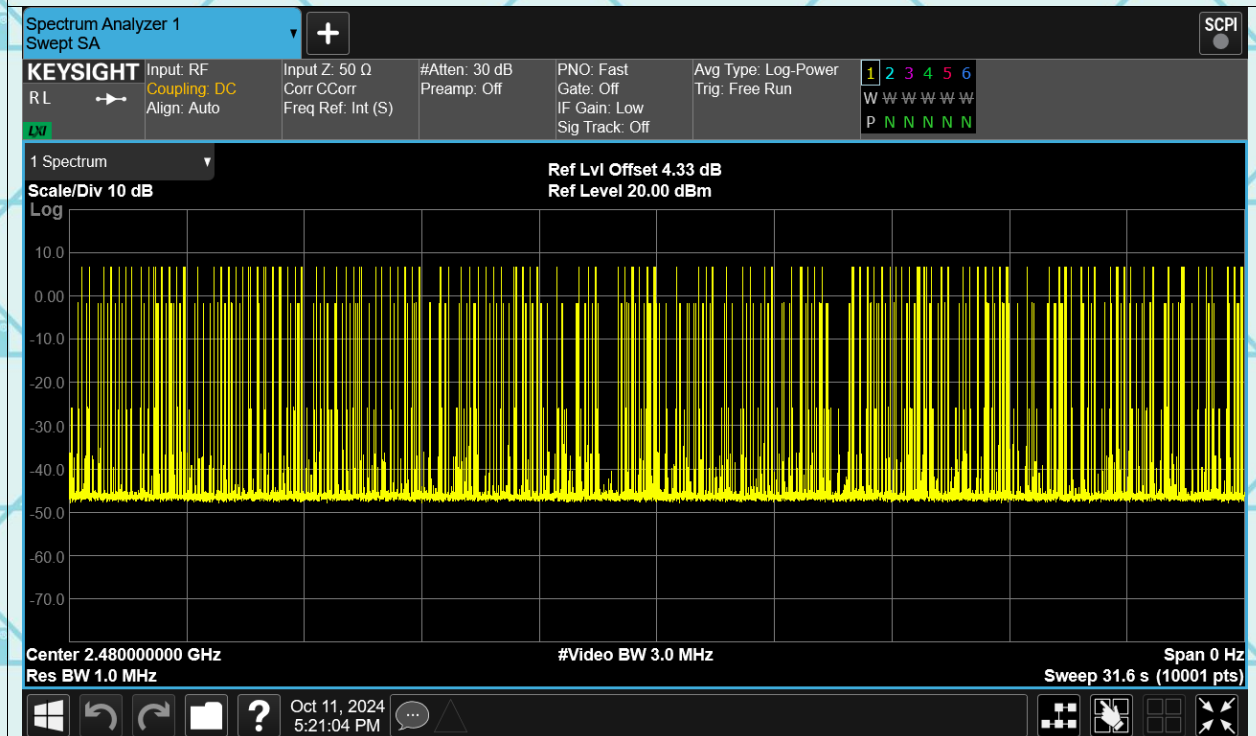 Spectrum Analyzer 1
Swept SA
+
SCPI
KEYSIGHT
RL
LXI
Input: RF
Coupling: DC
Align: Auto
Input Z: 50 Ω
Corr CCorr
Freq Ref: Int (S)
#Atten: 30 dB
Preamp: Off
PNO: Fast
Gate: Off
IF Gain: Low
Sig Track: Off
Avg Type: Log-Power
Trig: Free Run
1 2 3 4 5 6
W W W W W W
P N N N N N
1 Spectrum
Scale/Div 10 dB
Ref Lvl Offset 4.33 dB
Ref Level 20.00 dBm
Log
10.0
0.00
-10.0
-20.0
-30.0
-40.0
-50.0
-60.0
-70.0
Center 2.480000000 GHz
#Video BW 3.0 MHz
Span 0 Hz
Res BW 1.0 MHz
Sweep 31.6 s (10001 pts)
?
Oct 11, 2024
5:21:04 PM